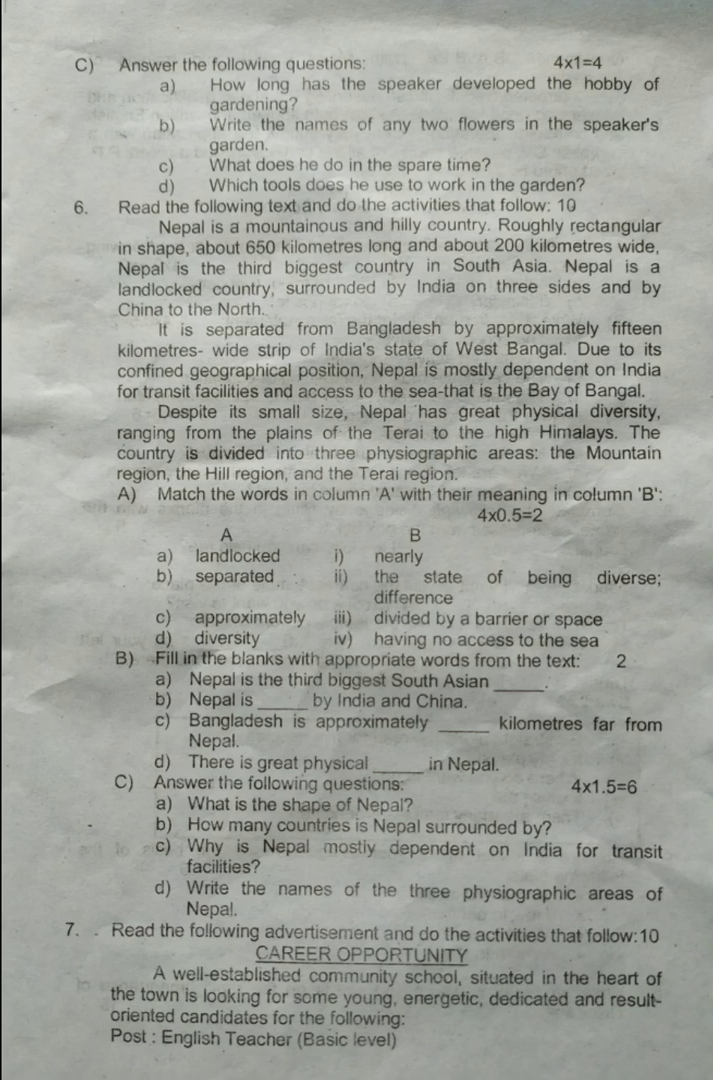 C) Answer the following questions: 4x1=4
a) How long has the speaker developed the hobby of
gardening?
b) Write the names of any two flowers in the speaker's
garden.
c) What does he do in the spare time?
d) Which tools does he use to work in the garden?
6. Read the following text and do the activities that follow: 10
Nepal is a mountainous and hilly country. Roughly rectangular
in shape, about 650 kilometres long and about 200 kilometres wide,
Nepal is the third biggest country in South Asia. Nepal is a
landlocked country, surrounded by India on three sides and by
China to the North.
It is separated from Bangladesh by approximately fifteen
kilometres- wide strip of India's state of West Bangal. Due to its
confined geographical position, Nepal is mostly dependent on India
for transit facilities and access to the sea-that is the Bay of Bangal.
Despite its small size, Nepal has great physical diversity,
ranging from the plains of the Terai to the high Himalays. The
country is divided into three physiographic areas: the Mountain
region, the Hill region, and the Terai region.
A) Match the words in column 'A' with their meaning in column 'B':
4x0.5=2
A B
a) landlocked i) nearly
b) separated ii) the state of being diverse;
difference
c) approximately iii) divided by a barrier or space
d) diversity iv) having no access to the sea
B) Fill in the blanks with appropriate words from the text: 2
a) Nepal is the third biggest South Asian _____.
b) Nepal is _____ by India and China.
c) Bangladesh is approximately _____ kilometres far from
Nepal.
d) There is great physical _____ in Nepal.
C) Answer the following questions: 4x1.5=6
a) What is the shape of Nepal?
b) How many countries is Nepal surrounded by?
c) Why is Nepal mostly dependent on India for transit
facilities?
d) Write the names of the three physiographic areas of
Nepal.
7. Read the following advertisement and do the activities that follow:10
CAREER OPPORTUNITY
A well-established community school, situated in the heart of
the town is looking for some young, energetic, dedicated and result-
oriented candidates for the following:
Post : English Teacher (Basic level)